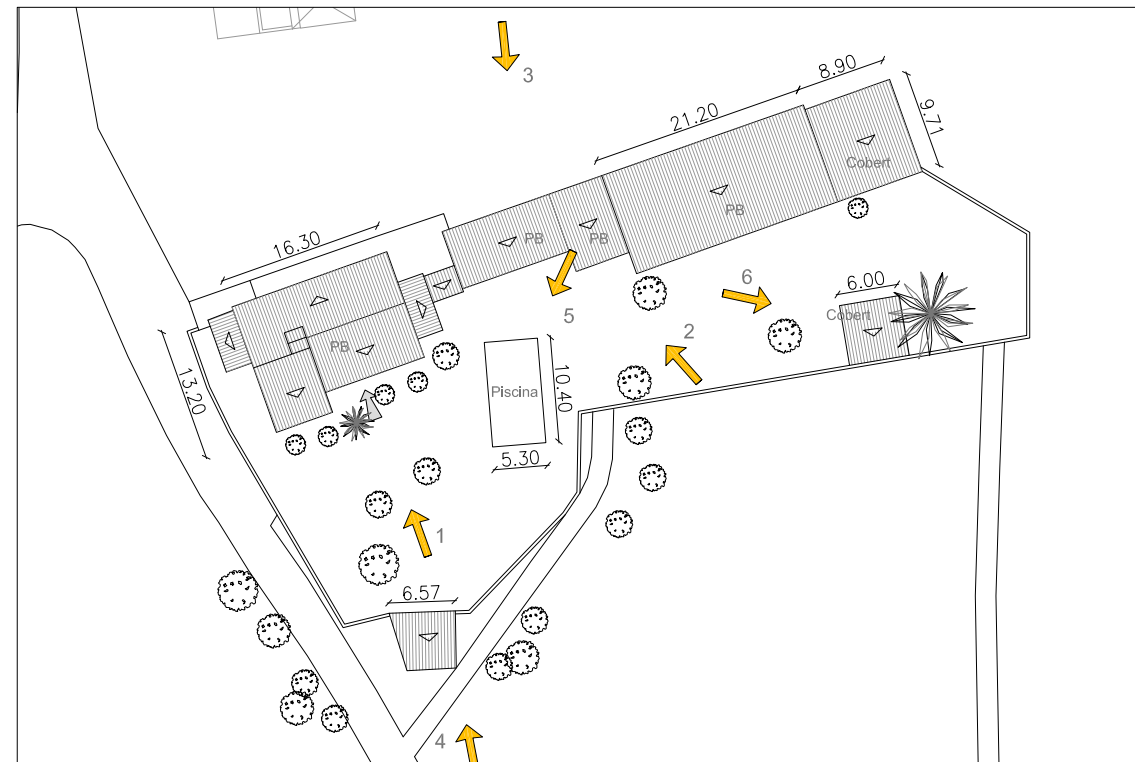 3
8.90
21.20
9.71
Cobert
PB
PB
PB
16.30
6
6.00
Cobert
5
2
PB
13.20
10.40
Piscina
5.30
1
6.57
4